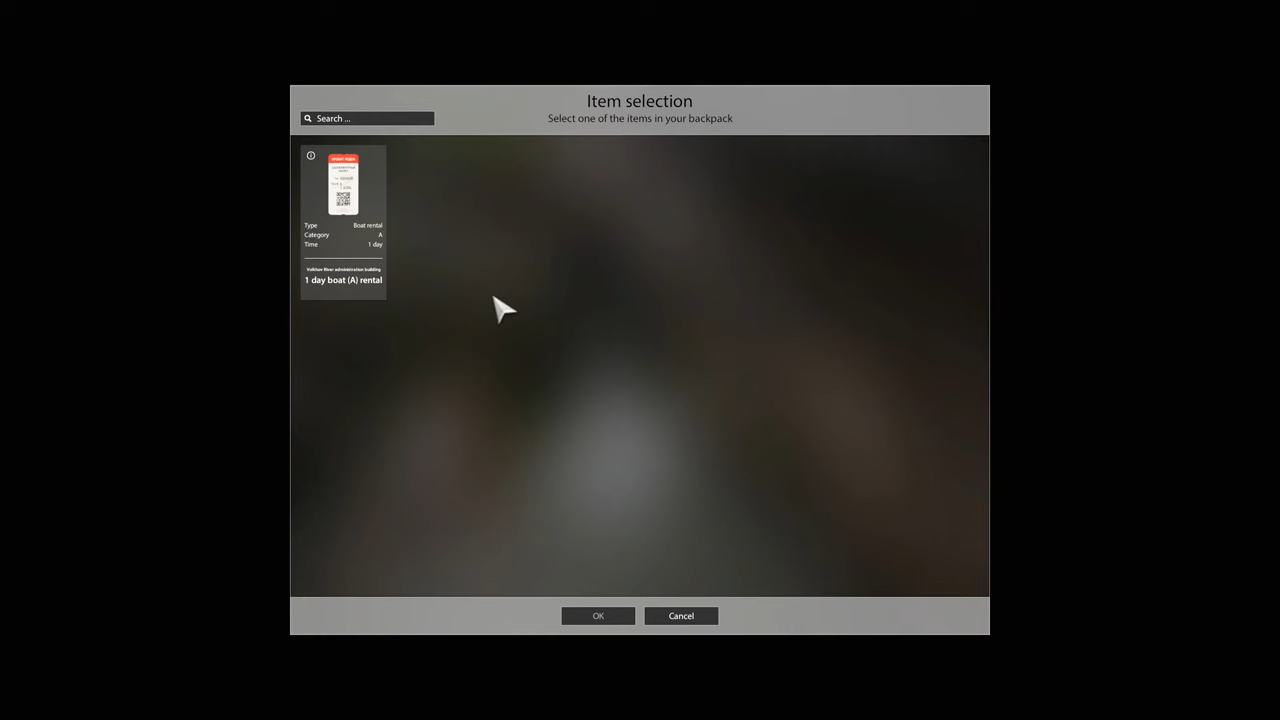 Item selection
Search ...
Select one of the items in your backpack
Type Boat rental
Category A
Time 1 day
Volkhov River administration building
1 day boat (A) rental
OK
Cancel